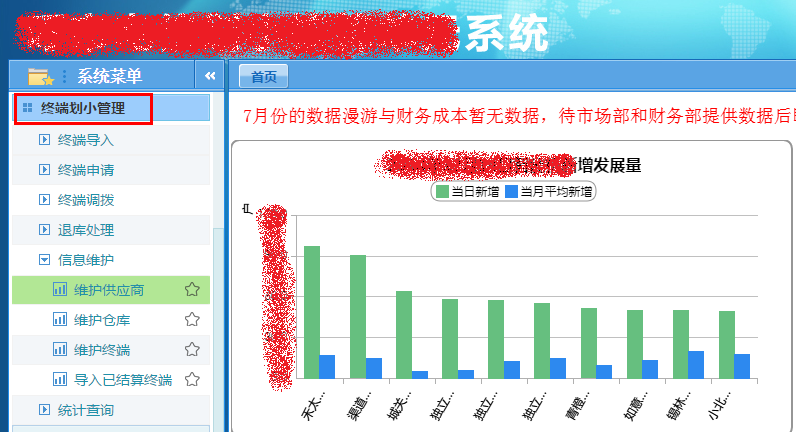 系统
系统菜单
首页
终端划小管理
终端导入
终端申请
终端调拨
退库处理
信息维护
维护供应商
维护仓库
维护终端
导入已结算终端
统计查询
7月份的数据漫游与财务成本暂无数据，待市场部和财务部提供数据后
增发展量
当日新增
当月平均新增
禾太...
渠道...
城关...
独立...
独立...
独立...
青橙...
如意...
锡林...
小北...